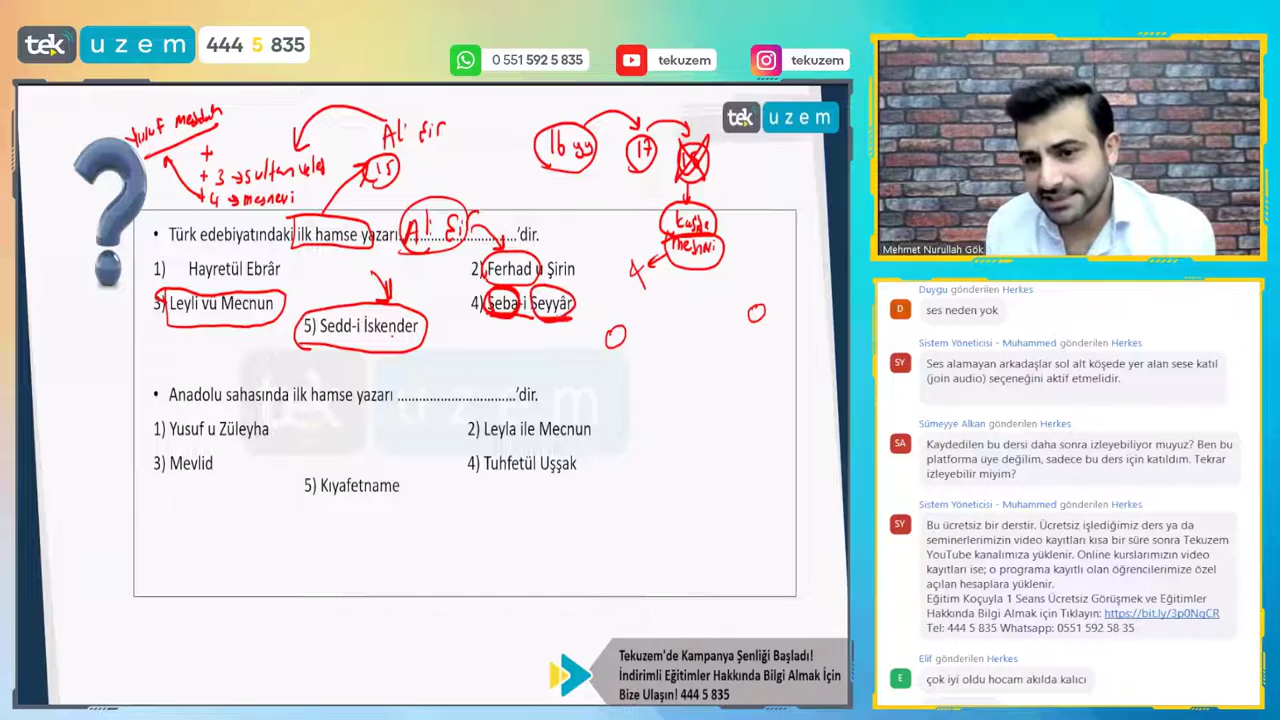 tek uzem 444 5 835
0 551 592 5 835
tekuzem
tekuzem
tek uzem
Yusuf meddah
Ali Şir
16 yy
17
+
+ 3 → sultan veled
15
4 → mesnevi
kaside
mesnevi
4
• Türk edebiyatındaki ilk hamse yazarı ..............................'dir.
Ali Şir
1) Hayretül Ebrâr
2) Ferhad u Şirin
3) Leyli vu Mecnun
4) Seba-i Seyyâr
5) Sedd-i İskender
tek uzem
• Anadolu sahasında ilk hamse yazarı .................................'dir.
1) Yusuf u Züleyha
2) Leyla ile Mecnun
3) Mevlid
4) Tuhfetül Uşşak
5) Kıyafetname
Tekuzem'de Kampanya Şenliği Başladı!
İndirimli Eğitimler Hakkında Bilgi Almak İçin
Bize Ulaşın! 444 5 835
Mehmet Nurullah Gök
Duygu gönderilen Herkes
D
ses neden yok
Sistem Yöneticisi - Muhammed gönderilen Herkes
SY
Ses alamayan arkadaşlar sol alt köşede yer alan sese katıl
(join audio) seçeneğini aktif etmelidir.
Sümeyye Alkan gönderilen Herkes
SA
Kaydedilen bu dersi daha sonra izleyebiliyor muyuz? Ben bu
platforma üye değilim, sadece bu ders için katıldım. Tekrar
izleyebilir miyim?
Sistem Yöneticisi - Muhammed gönderilen Herkes
SY
Bu ücretsiz bir derstir. Ücretsiz işlediğimiz ders ya da
seminerlerimizin video kayıtları kısa bir süre sonra Tekuzem
YouTube kanalımıza yüklenir. Online kurslarımızın video
kayıtları ise; o programa kayıtlı olan öğrencilerimize özel
açılan hesaplara yüklenir.
Eğitim Koçuyla 1 Seans Ücretsiz Görüşmek ve Eğitimler
Hakkında Bilgi Almak için Tıklayın: https://bit.ly/3p0NqCR
Tel: 444 5 835 Whatsapp: 0551 592 58 35
Elif gönderilen Herkes
E
çok iyi oldu hocam akılda kalıcı